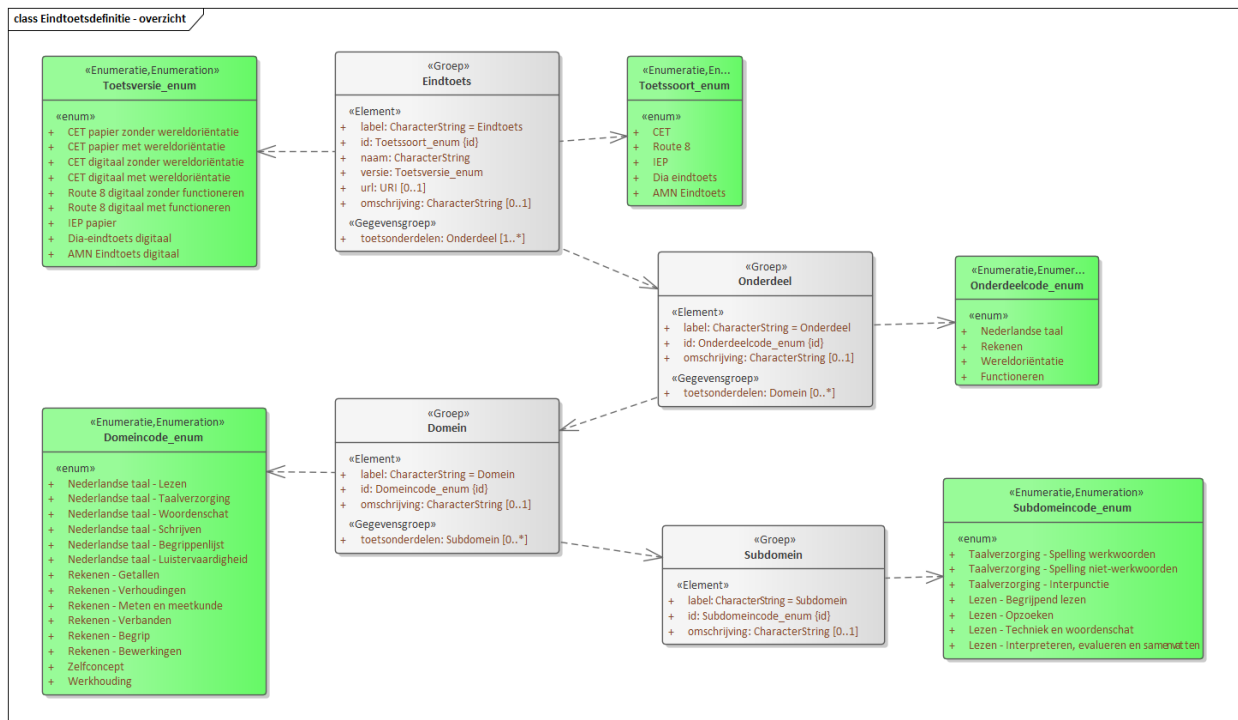 class Eindtoetsdefinitie - overzicht
«Enumeratie,Enumeration»
Toetsversie_enum
«enum»
+ CET papier zonder wereldoriëntatie
+ CET papier met wereldoriëntatie
+ CET digitaal zonder wereldoriëntatie
+ CET digitaal met wereldoriëntatie
+ Route 8 digitaal zonder functioneren
+ Route 8 digitaal met functioneren
+ IEP papier
+ Dia-eindtoets digitaal
+ AMN Eindtoets digitaal
«Groep»
Eindtoets
«Element»
+ label: CharacterString = Eindtoets
+ id: Toetssoort_enum {id}
+ naam: CharacterString
+ versie: Toetsversie_enum
+ url: URI [0..1]
+ omschrijving: CharacterString [0..1]
«Gegevensgroep»
+ toetsonderdelen: Onderdeel [1..*]
«Enumeratie,En...
Toetssoort_enum
«enum»
+ CET
+ Route 8
+ IEP
+ Dia eindtoets
+ AMN Eindtoets
«Groep»
Onderdeel
«Element»
+ label: CharacterString = Onderdeel
+ id: Onderdeelcode_enum {id}
+ omschrijving: CharacterString [0..1]
«Gegevensgroep»
+ toetsonderdelen: Domein [0..*]
«Enumeratie,Enumer...
Onderdeelcode_enum
«enum»
+ Nederlandse taal
+ Rekenen
+ Wereldoriëntatie
+ Functioneren
«Enumeratie,Enumeration»
Domeincode_enum
«enum»
+ Nederlandse taal - Lezen
+ Nederlandse taal - Taalverzorging
+ Nederlandse taal - Woordenschat
+ Nederlandse taal - Schrijven
+ Nederlandse taal - Begrippenlijst
+ Nederlandse taal - Luistervaardigheid
+ Rekenen - Getallen
+ Rekenen - Verhoudingen
+ Rekenen - Meten en meetkunde
+ Rekenen - Verbanden
+ Rekenen - Begrip
+ Rekenen - Bewerkingen
+ Zelfconcept
+ Werkhouding
«Groep»
Domein
«Element»
+ label: CharacterString = Domein
+ id: Domeincode_enum {id}
+ omschrijving: CharacterString [0..1]
«Gegevensgroep»
+ toetsonderdelen: Subdomein [0..*]
«Groep»
Subdomein
«Element»
+ label: CharacterString = Subdomein
+ id: Subdomeincode_enum {id}
+ omschrijving: CharacterString [0..1]
«Enumeratie,Enumeration»
Subdomeincode_enum
«enum»
+ Taalverzorging - Spelling werkwoorden
+ Taalverzorging - Spelling niet-werkwoorden
+ Taalverzorging - Interpunctie
+ Lezen - Begrijpend lezen
+ Lezen - Opzoeken
+ Lezen - Techniek en woordenschat
+ Lezen - Interpreteren, evalueren en samenvatten